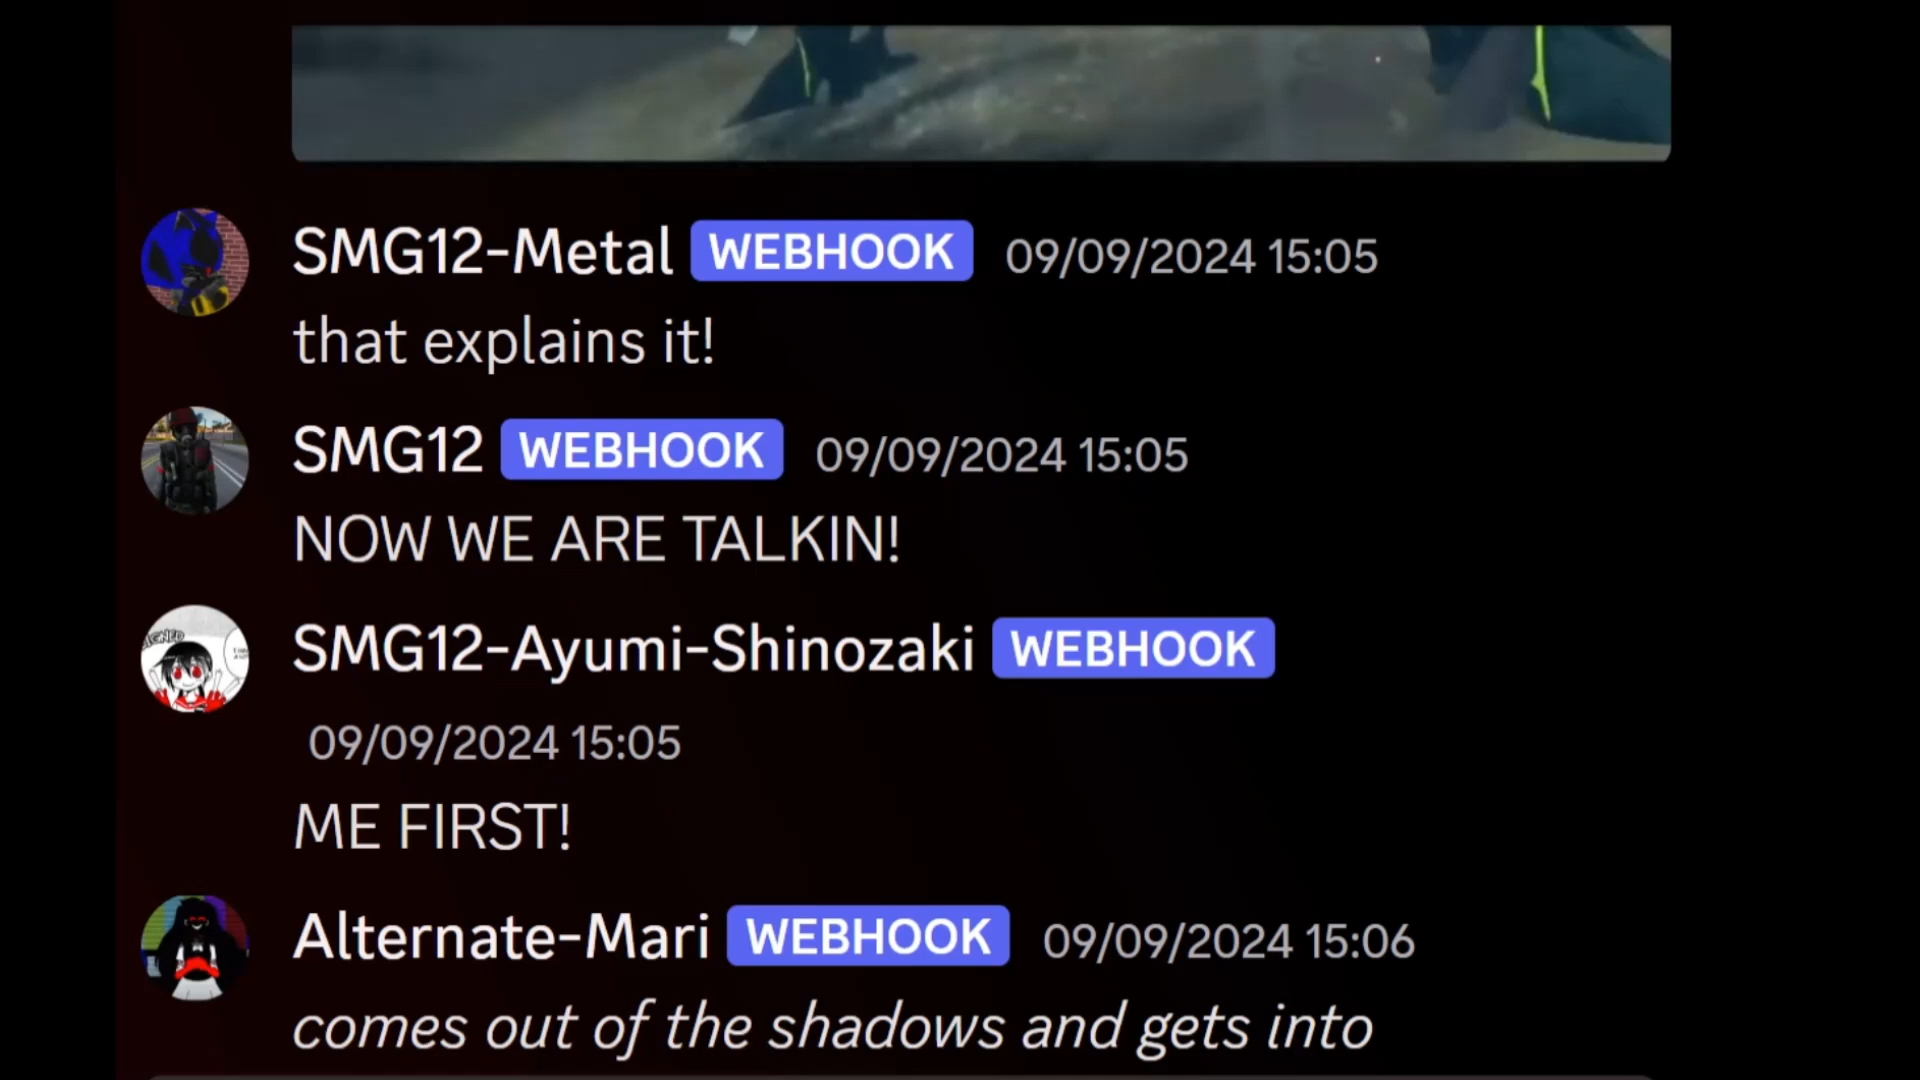 SMG12-Metal WEBHOOK 09/09/2024 15:05
that explains it!
SMG12 WEBHOOK 09/09/2024 15:05
NOW WE ARE TALKIN!
SMG12-Ayumi-Shinozaki WEBHOOK
09/09/2024 15:05
ME FIRST!
Alternate-Mari WEBHOOK 09/09/2024 15:06
comes out of the shadows and gets into